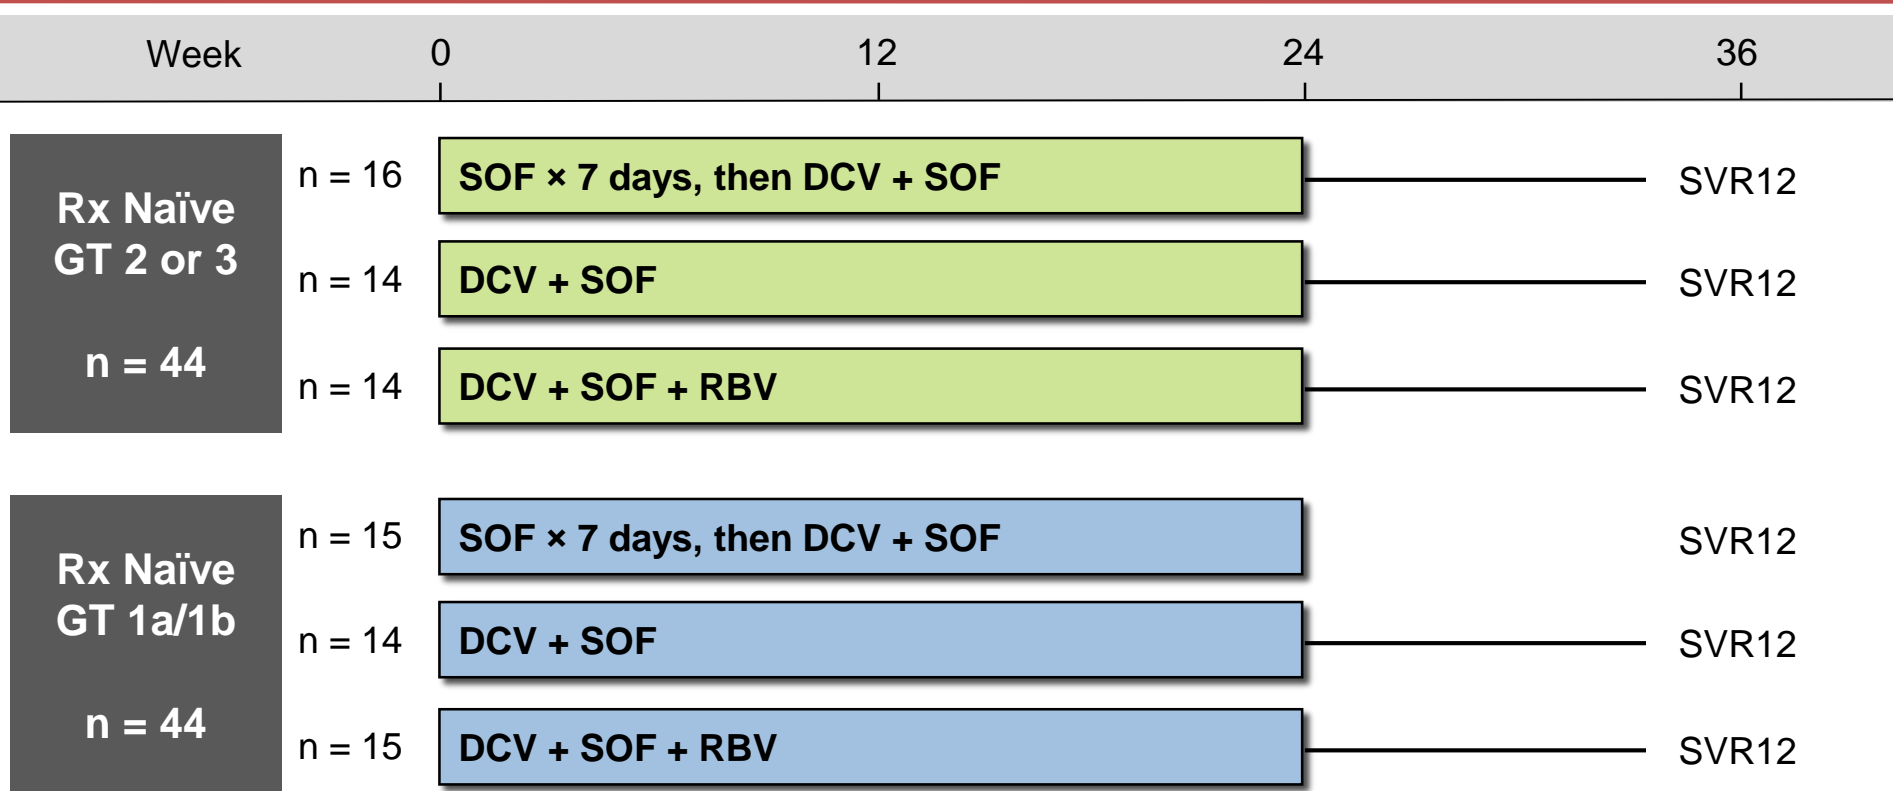 Week 0 12 24 36
Rx Naïve
GT 2 or 3
n = 44
n = 16 SOF × 7 days, then DCV + SOF SVR12
n = 14 DCV + SOF SVR12
n = 14 DCV + SOF + RBV SVR12
Rx Naïve
GT 1a/1b
n = 44
n = 15 SOF × 7 days, then DCV + SOF SVR12
n = 14 DCV + SOF SVR12
n = 15 DCV + SOF + RBV SVR12